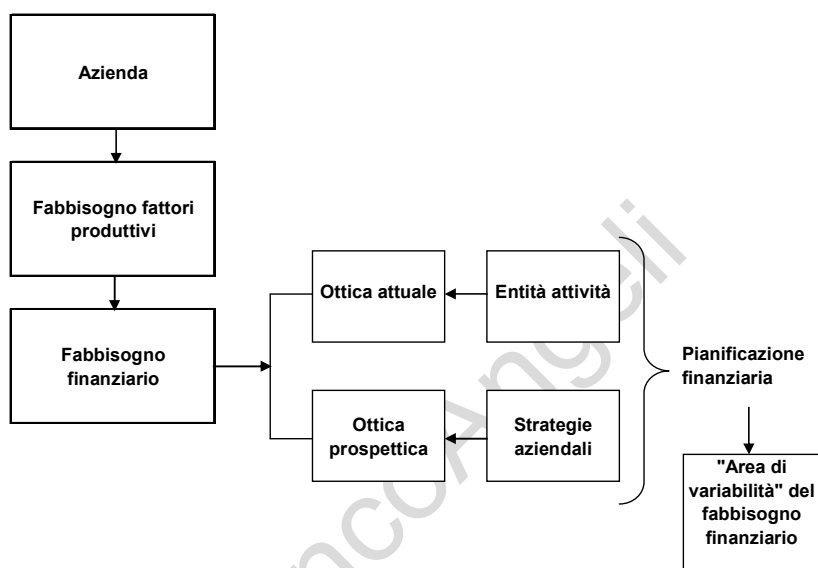 Azienda
Fabbisogno fattori
produttivi
Fabbisogno
finanziario
Ottica attuale
Entità attività
Ottica
prospettica
Strategie
aziendali
Pianificazione
finanziaria
"Area di
variabilità" del
fabbisogno
finanziario
ncoAngeli